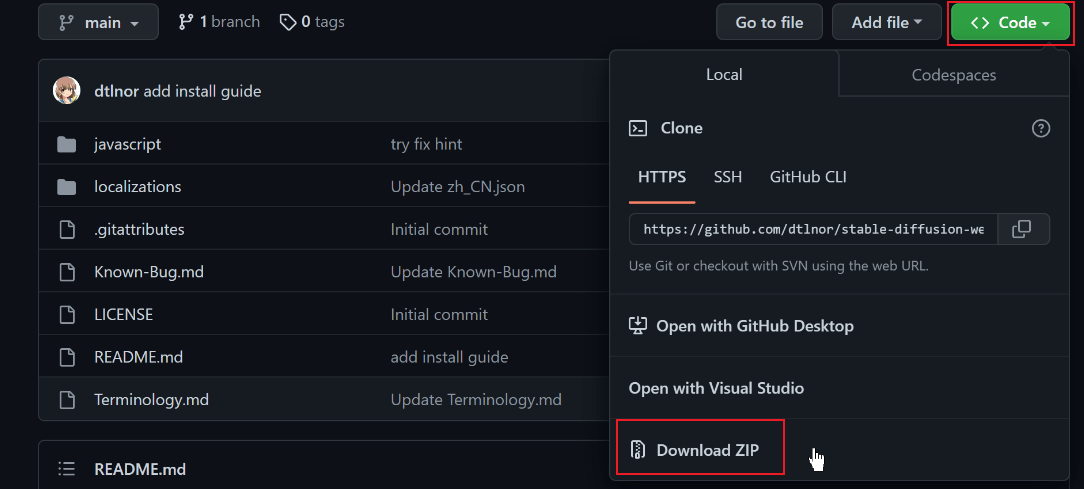 main 1 branch 0 tags Go to file Add file <> Code
dtlnor add install guide
Local Codespaces
Clone
javascript try fix hint
HTTPS SSH GitHub CLI
localizations Update zh_CN.json
.gitattributes Initial commit
https://github.com/dtlnor/stable-diffusion-we
Known-Bug.md Update Known-Bug.md
Use Git or checkout with SVN using the web URL.
LICENSE Initial commit
Open with GitHub Desktop
README.md add install guide
Open with Visual Studio
Terminology.md Update Terminology.md
Download ZIP
README.md